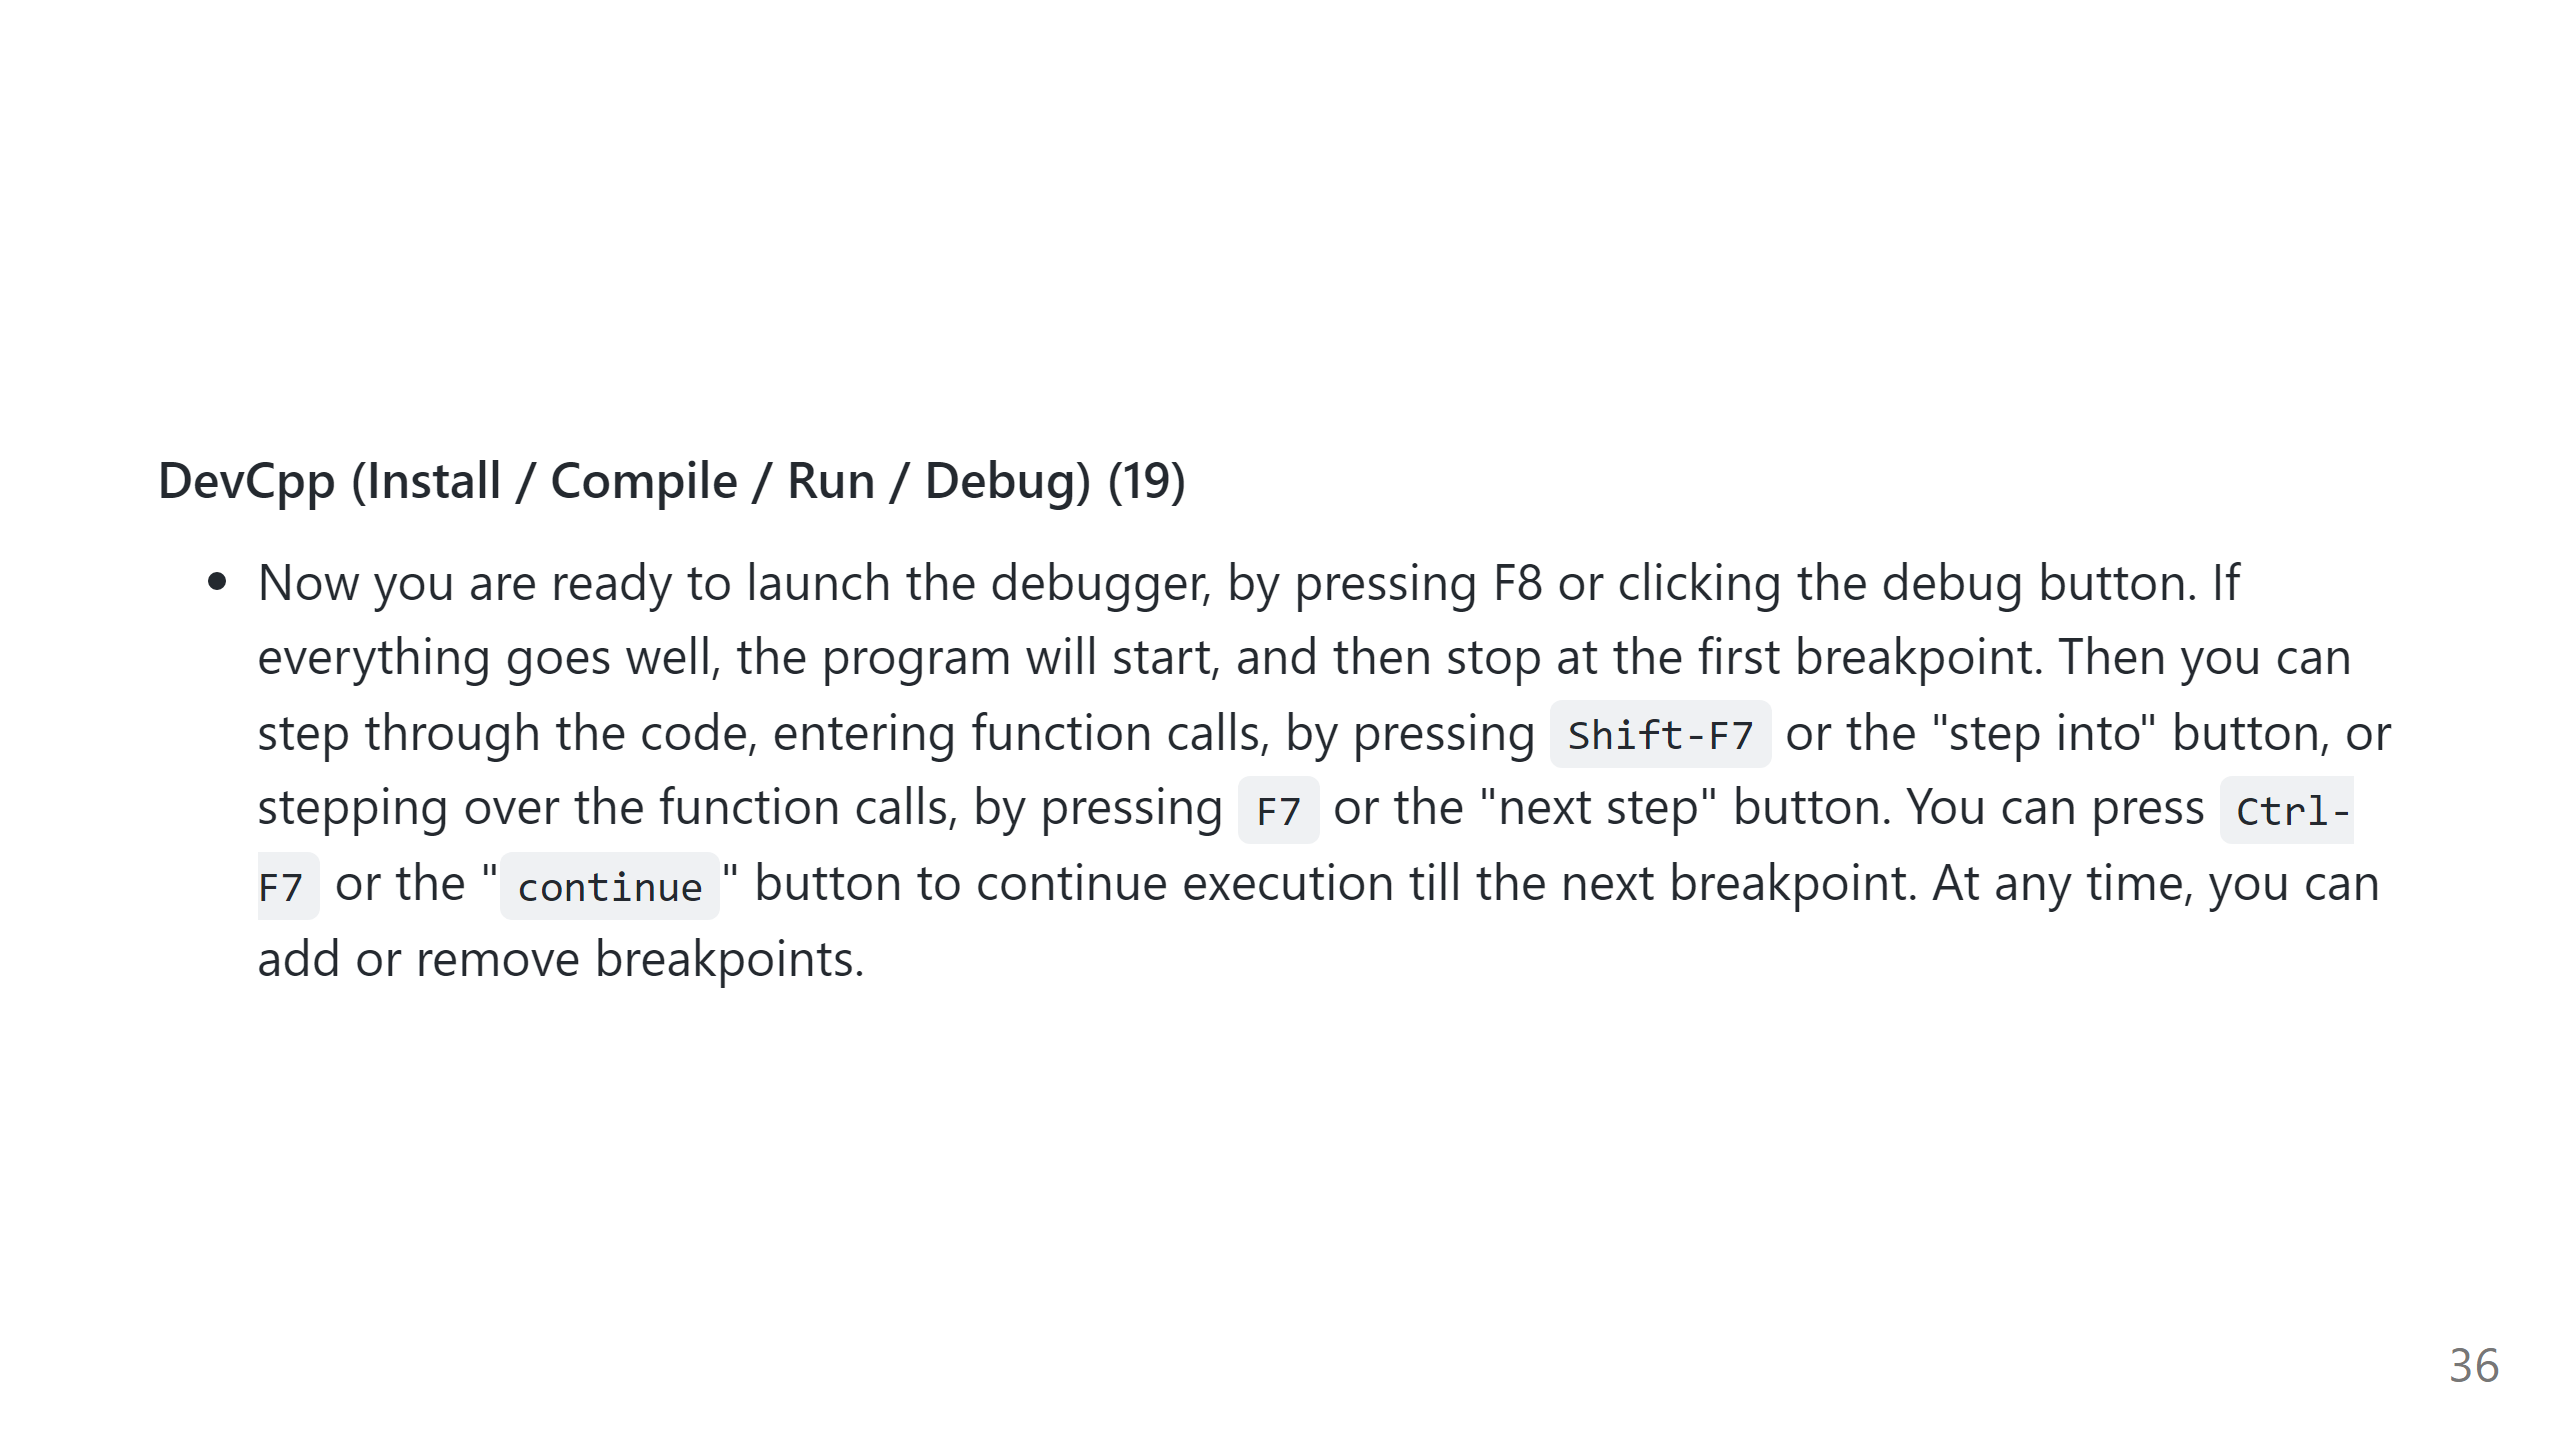 DevCpp (Install / Compile / Run / Debug) (19)
• Now you are ready to launch the debugger, by pressing F8 or clicking the debug button. If
everything goes well, the program will start, and then stop at the first breakpoint. Then you can
step through the code, entering function calls, by pressing Shift-F7 or the "step into" button, or
stepping over the function calls, by pressing F7 or the "next step" button. You can press Ctrl-
F7 or the "continue" button to continue execution till the next breakpoint. At any time, you can
add or remove breakpoints.
36